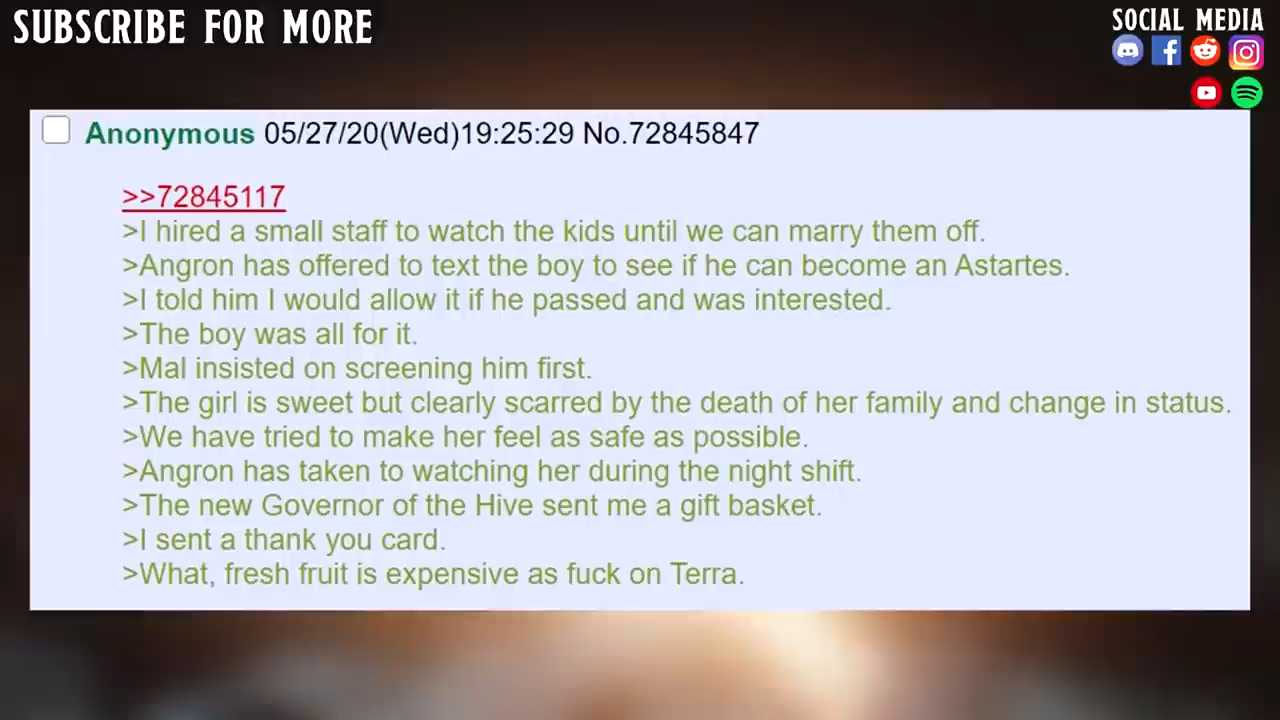 SUBSCRIBE FOR MORE
SOCIAL MEDIA
Anonymous 05/27/20(Wed)19:25:29 No.72845847
>>72845117
>I hired a small staff to watch the kids until we can marry them off.
>Angron has offered to text the boy to see if he can become an Astartes.
>I told him I would allow it if he passed and was interested.
>The boy was all for it.
>Mal insisted on screening him first.
>The girl is sweet but clearly scarred by the death of her family and change in status.
>We have tried to make her feel as safe as possible.
>Angron has taken to watching her during the night shift.
>The new Governor of the Hive sent me a gift basket.
>I sent a thank you card.
>What, fresh fruit is expensive as fuck on Terra.